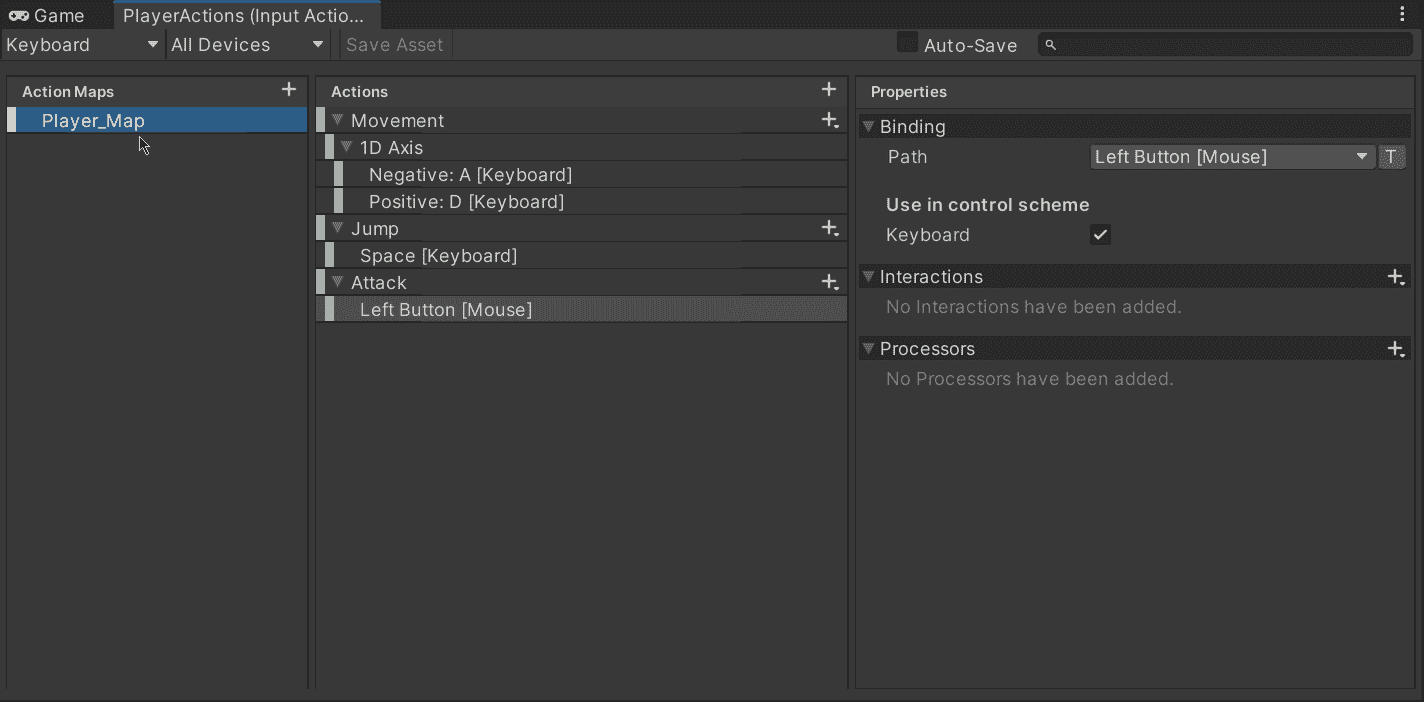 Game
PlayerActions (Input Actio...
Keyboard
All Devices
Save Asset
Auto-Save
Action Maps
Player_Map
Actions
Movement
1D Axis
Negative: A [Keyboard]
Positive: D [Keyboard]
Jump
Space [Keyboard]
Attack
Left Button [Mouse]
Properties
Binding
Path
Left Button [Mouse]
T
Use in control scheme
Keyboard
Interactions
No Interactions have been added.
Processors
No Processors have been added.